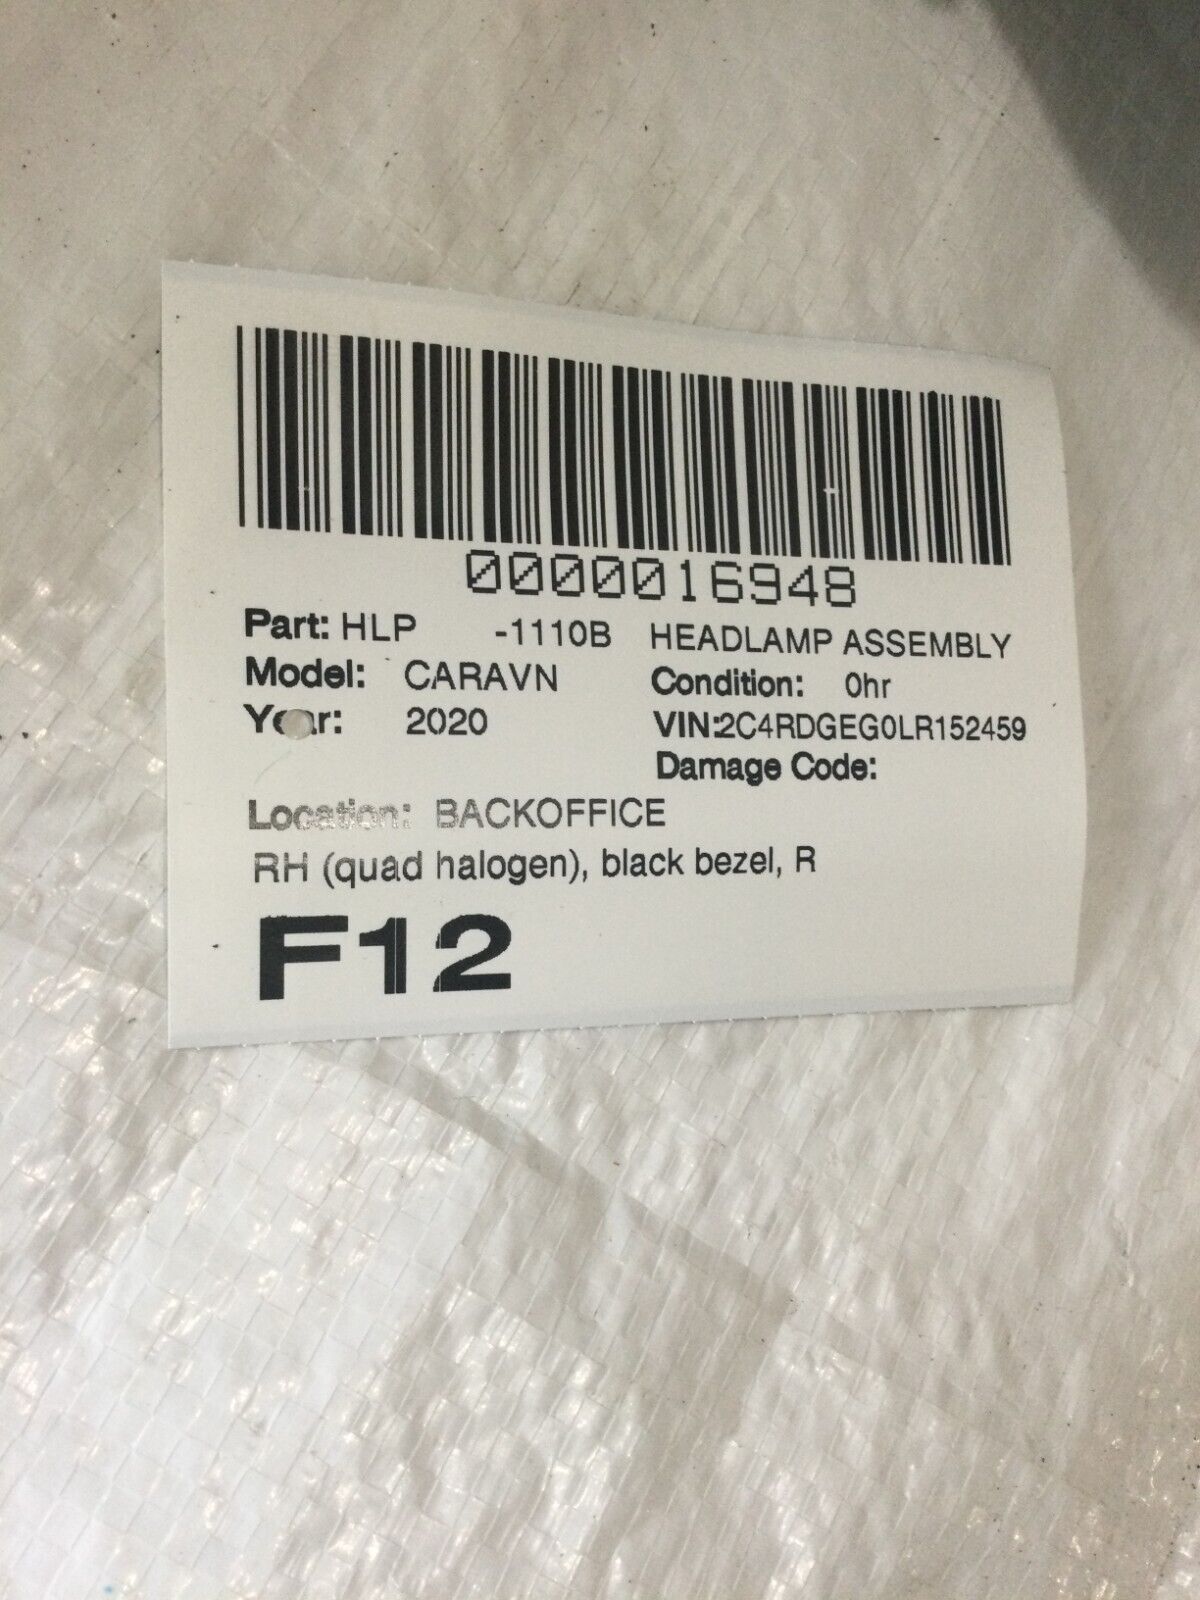 0000016948
Part: HLP -1110B HEADLAMP ASSEMBLY
Model: CARAVN Condition: 0hr
Year: 2020 VIN:2C4RDGEG0LR152459
Damage Code:
Location: BACKOFFICE
RH (quad halogen), black bezel, R
F12